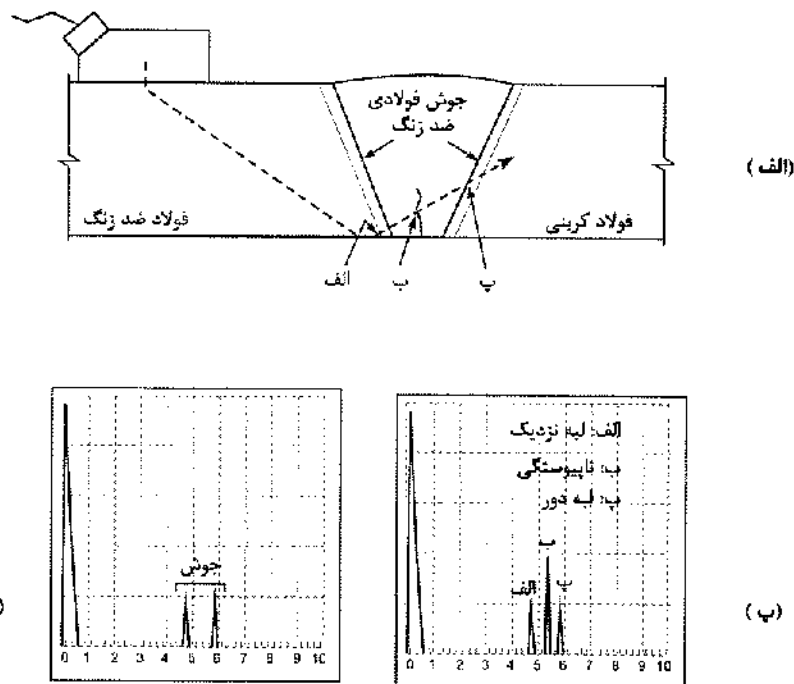 جوش فولادی
ضد زنگ
(الف)
فولاد ضد زنگ
فولاد کربنی
الف
ب
پ
الف: لبه نزدیک
ب: ناپیوستگی
پ: لبه دور
جوش
الف
ب
پ
(پ)
0 1 2 3 4 5 6 7 8 9 10
0 1 2 3 4 5 6 7 8 9 10